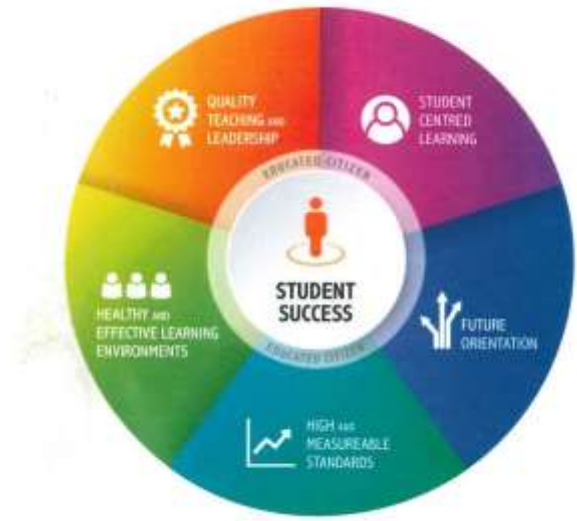 QUALITY
TEACHING AND
LEADERSHIP
STUDENT
CENTRED
LEARNING
EDUCATED CITIZEN
STUDENT
SUCCESS
EDUCATED CITIZEN
HEALTHY AND
EFFECTIVE LEARNING
ENVIRONMENTS
FUTURE
ORIENTATION
HIGH AND
MEASUREABLE
STANDARDS